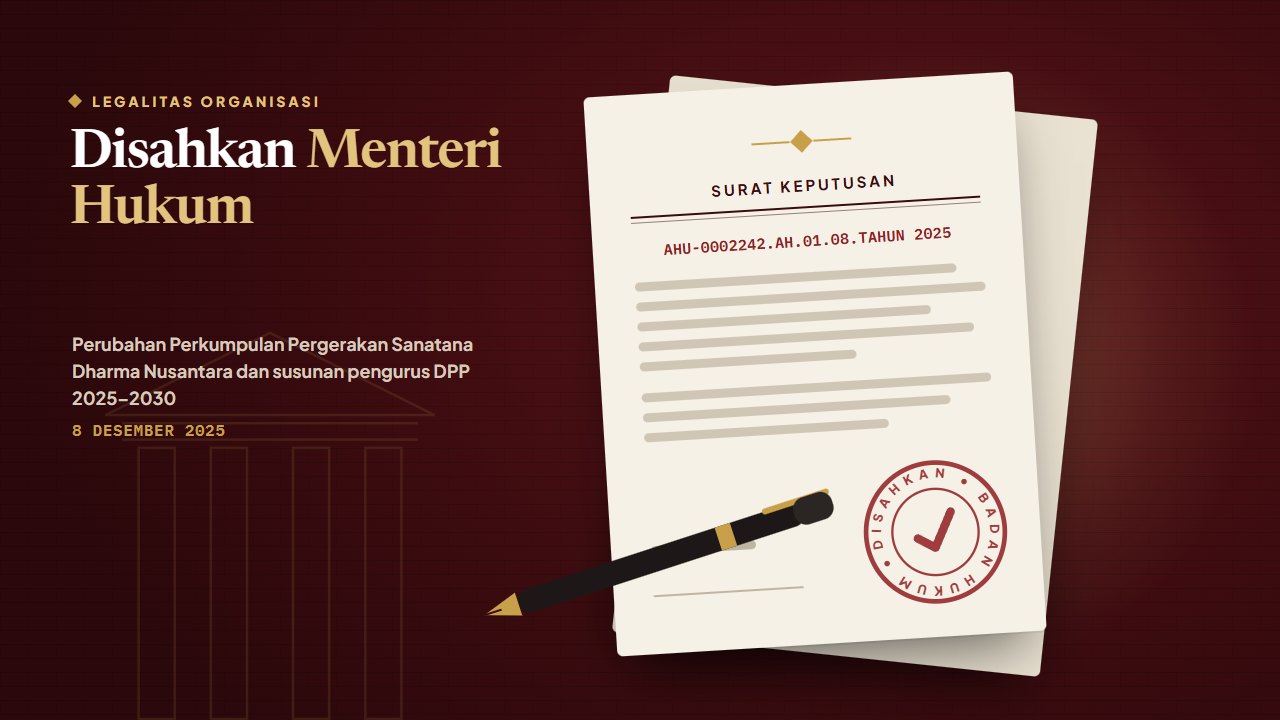 LEGALITAS ORGANISASI
Disahkan Menteri
Hukum
Perubahan Perkumpulan Pergerakan Sanatana
Dharma Nusantara dan susunan pengurus DPP
2025–2030
8 DESEMBER 2025
SURAT KEPUTUSAN
AHU-0002242.AH.01.08.TAHUN 2025
DISAHKAN • BADAN HUKUM •